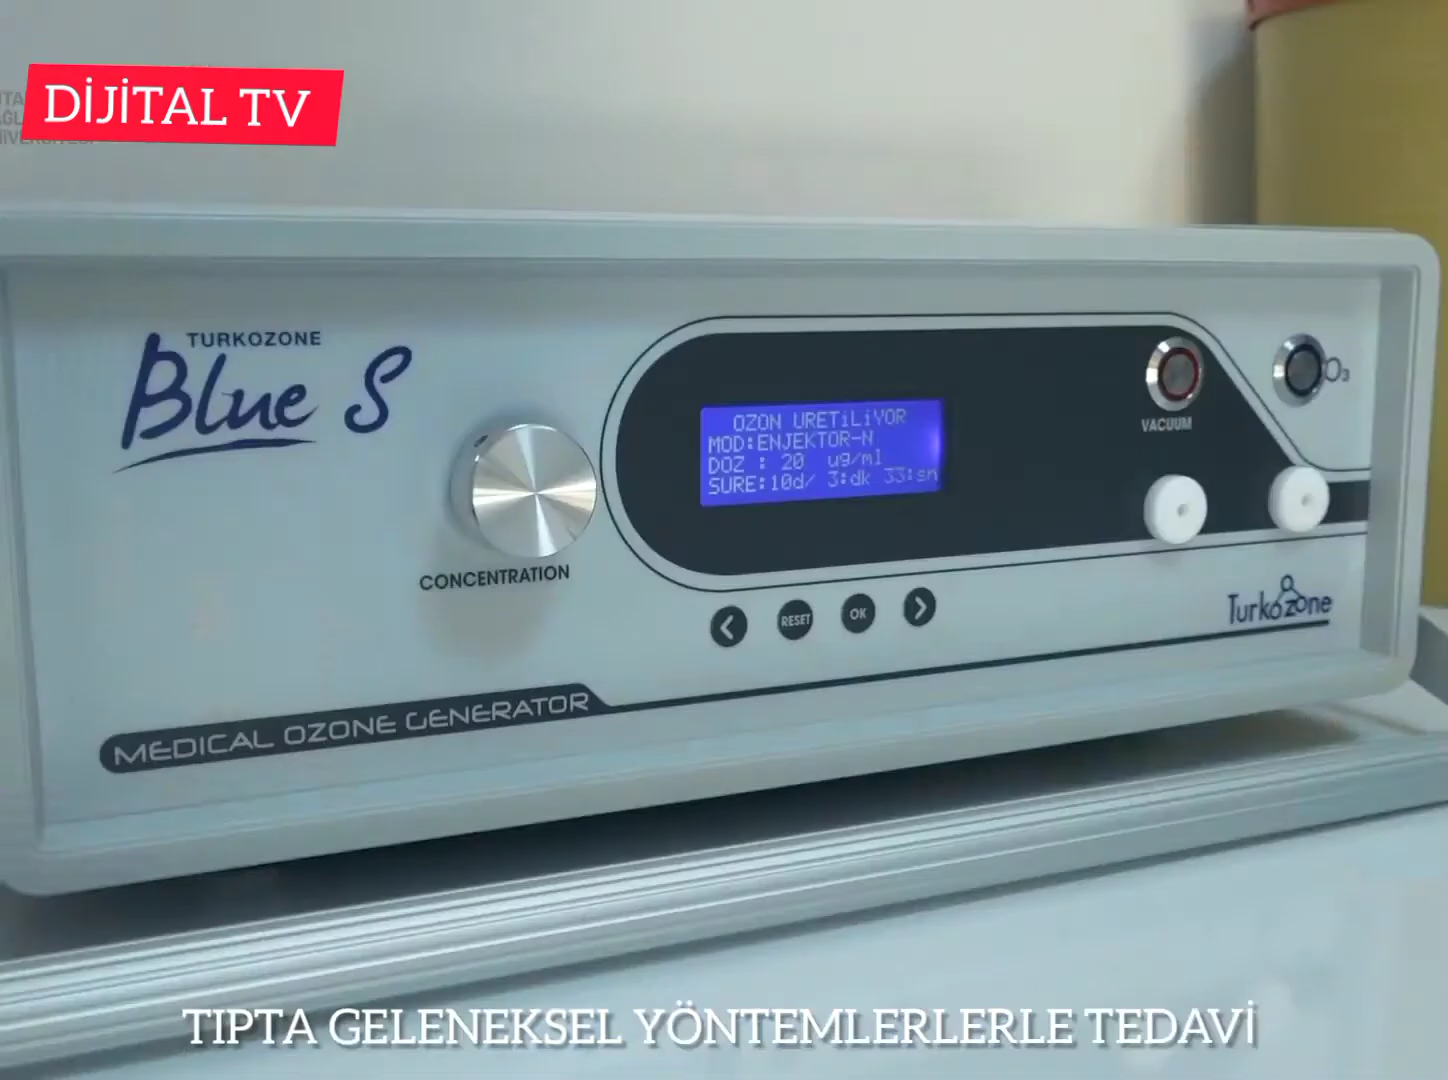 DİJİTAL TV
TURKOZONE
Blue S
CONCENTRATION
OZON URETiLiYOR
MOD:ENJEKTOR-N
DOZ : 20 ug/ml
SURE:10d/ 3:dk 33:sn
VACUUM
O₃
RESET
OK
Turkozone
MEDICAL OZONE GENERATOR
TIPTA GELENEKSEL YÖNTEMLERLERLE TEDAVİ